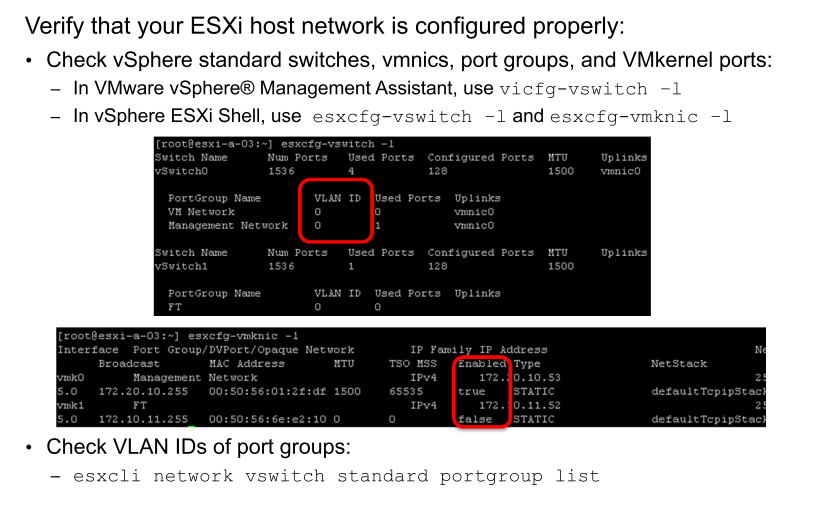 Verify that your ESXi host network is configured properly:
• Check vSphere standard switches, vmnics, port groups, and VMkernel ports:
– In VMware vSphere® Management Assistant, use vicfg-vswitch –l
– In vSphere ESXi Shell, use esxcfg-vswitch –l and esxcfg-vmknic –l
[root@esxi-a-03:~] esxcfg-vswitch -l
Switch Name Num Ports Used Ports Configured Ports MTU Uplinks
vSwitch0 1536 4 128 1500 vmnic0
PortGroup Name VLAN ID Used Ports Uplinks
VM Network 0 0 vmnic0
Management Network 0 1 vmnic0
Switch Name Num Ports Used Ports Configured Ports MTU Uplinks
vSwitch1 1536 1 128 1500
PortGroup Name VLAN ID Used Ports Uplinks
FT 0 0
[root@esxi-a-03:~] esxcfg-vmknic -l
Interface Port Group/DVPort/Opaque Network IP Family IP Address Ne
Broadcast MAC Address MTU TSO MSS Enabled Type NetStack
vmk0 Management Network IPv4 172.20.10.53 25
5.0 172.20.10.255 00:50:56:01:2f:df 1500 65535 true STATIC defaultTcpipStack
vmk1 FT IPv4 172. 0.11.52 25
5.0 172.10.11.255 00:50:56:6e:e2:10 0 0 false STATIC defaultTcpipStack
• Check VLAN IDs of port groups:
– esxcli network vswitch standard portgroup list